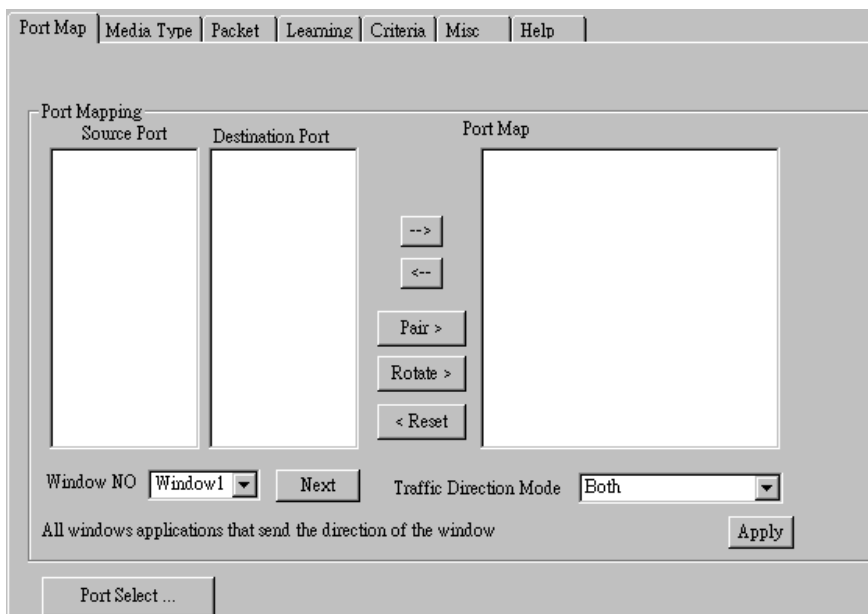 Port Map Media Type Packet Learning Criteria Misc Help
Port Mapping
Source Port Destination Port Port Map
-->
<--
Pair >
Rotate >
< Reset
Window NO Window1 Next Traffic Direction Mode Both
All windows applications that send the direction of the window Apply
Port Select ...